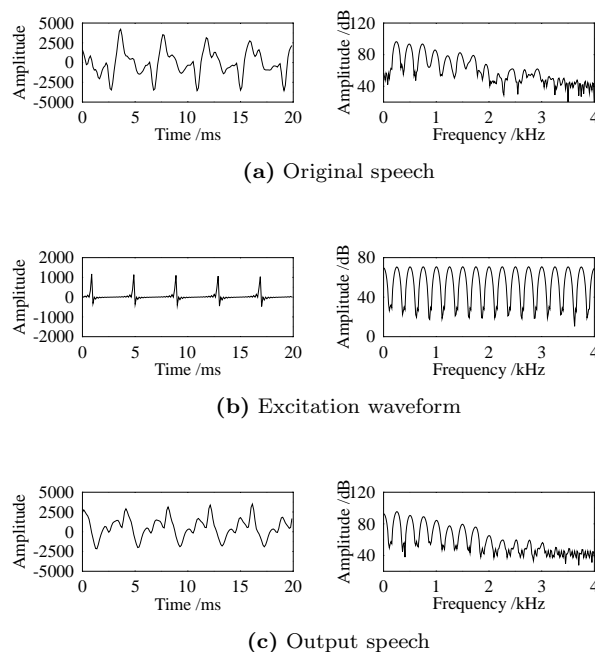 Amplitude
5000
2500
0
-2500
-5000
0 5 10 15 20
Time /ms
Amplitude /dB
120
80
40
0 1 2 3 4
Frequency /kHz
(a) Original speech
Amplitude
2000
1000
0
-1000
-2000
0 5 10 15 20
Time /ms
Amplitude /dB
80
40
0
0 1 2 3 4
Frequency /kHz
(b) Excitation waveform
Amplitude
5000
2500
0
-2500
-5000
0 5 10 15 20
Time /ms
Amplitude /dB
120
80
40
0 1 2 3 4
Frequency /kHz
(c) Output speech